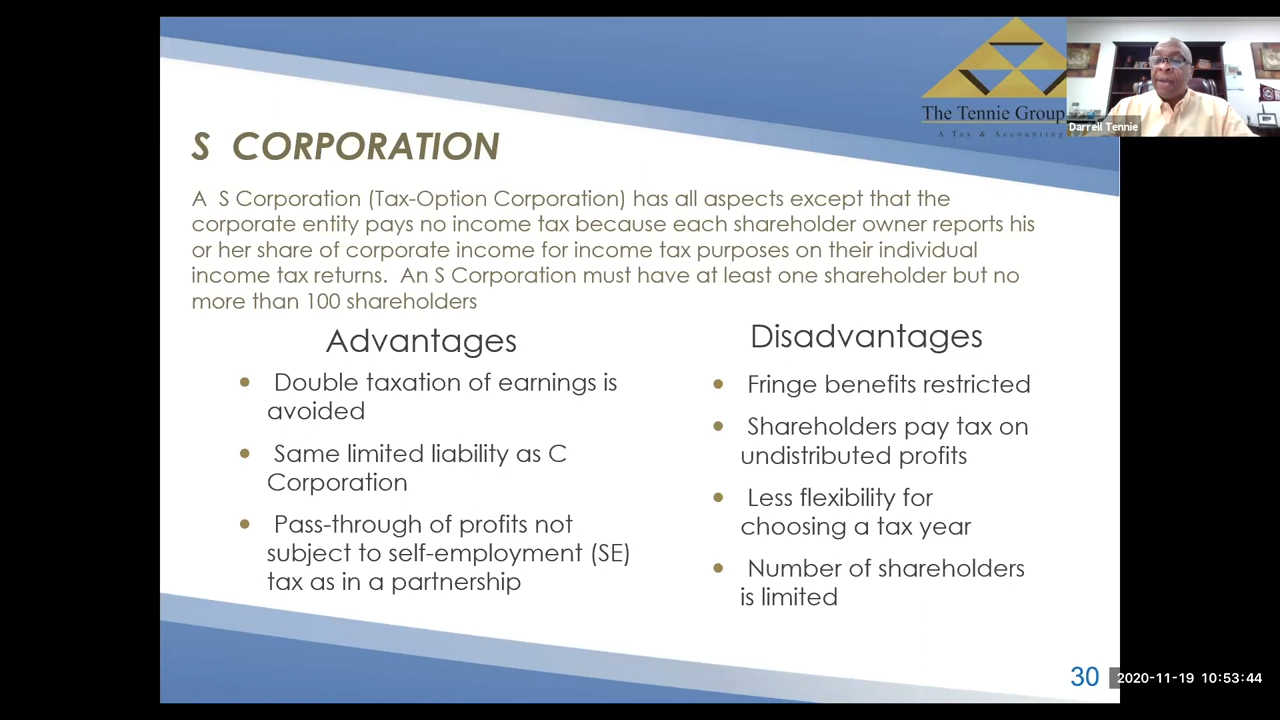 The Tennie Group
A Tax & Accounting
Darrell Tennie
S CORPORATION
A S Corporation (Tax-Option Corporation) has all aspects except that the
corporate entity pays no income tax because each shareholder owner reports his
or her share of corporate income for income tax purposes on their individual
income tax returns. An S Corporation must have at least one shareholder but no
more than 100 shareholders
Advantages
• Double taxation of earnings is
avoided
• Same limited liability as C
Corporation
• Pass-through of profits not
subject to self-employment (SE)
tax as in a partnership
Disadvantages
• Fringe benefits restricted
• Shareholders pay tax on
undistributed profits
• Less flexibility for
choosing a tax year
• Number of shareholders
is limited
30
2020-11-19 10:53:44